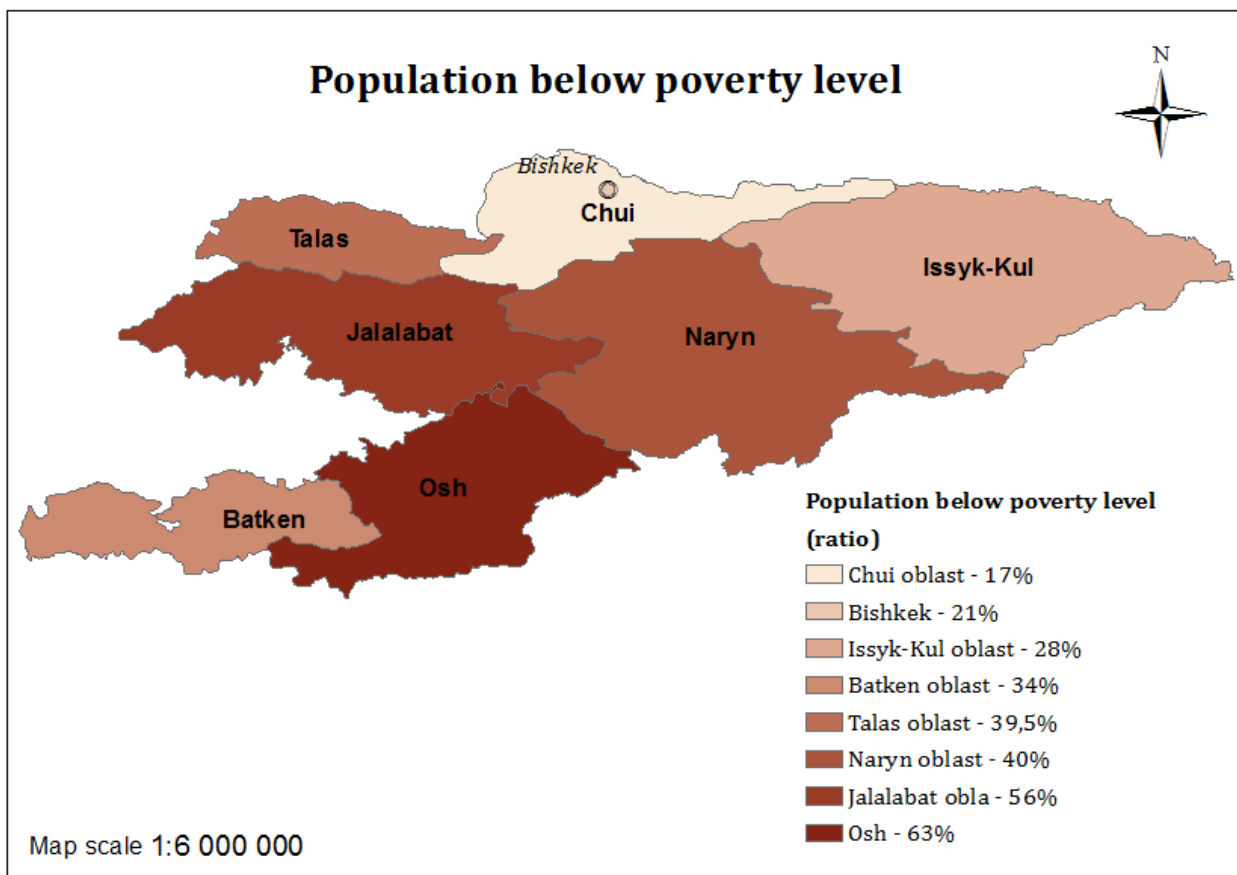 Population below poverty level
N
Bishkek
Chui
Talas
Issyk-Kul
Jalalabat
Naryn
Osh
Batken
Population below poverty level
(ratio)
Chui oblast - 17%
Bishkek - 21%
Issyk-Kul oblast - 28%
Batken oblast - 34%
Talas oblast - 39,5%
Naryn oblast - 40%
Jalalabat obla - 56%
Osh - 63%
Map scale 1:6 000 000